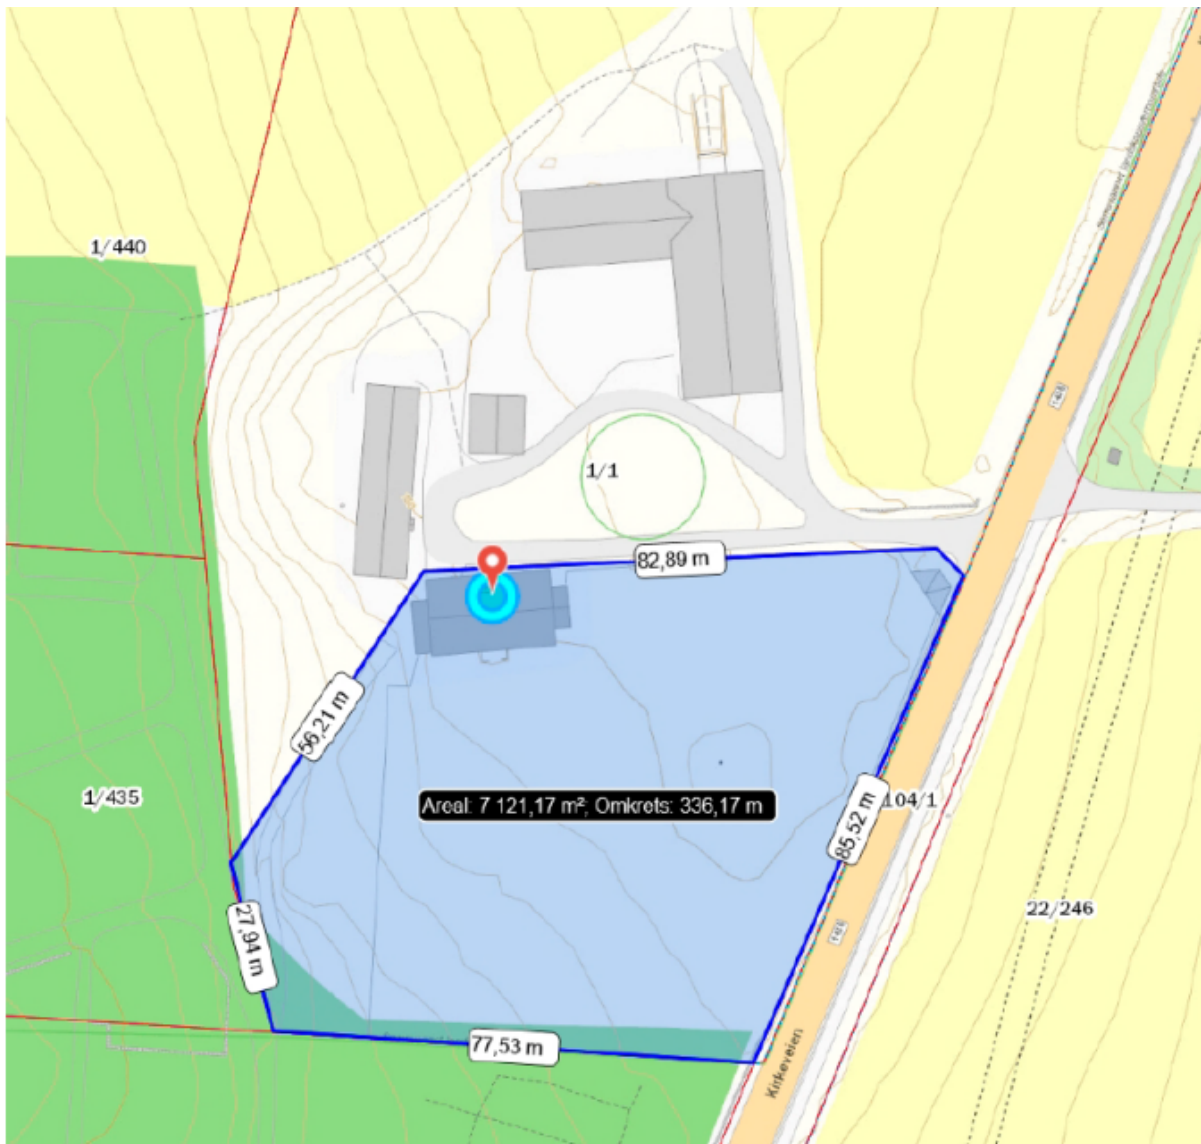 1/440
1/1
82,89 m
56,21 m
1/435
Areal: 7 121,17 m²; Omkrets: 336,17 m
104/1
85,52 m
22/246
27,94 m
77,53 m
Kirkeveien